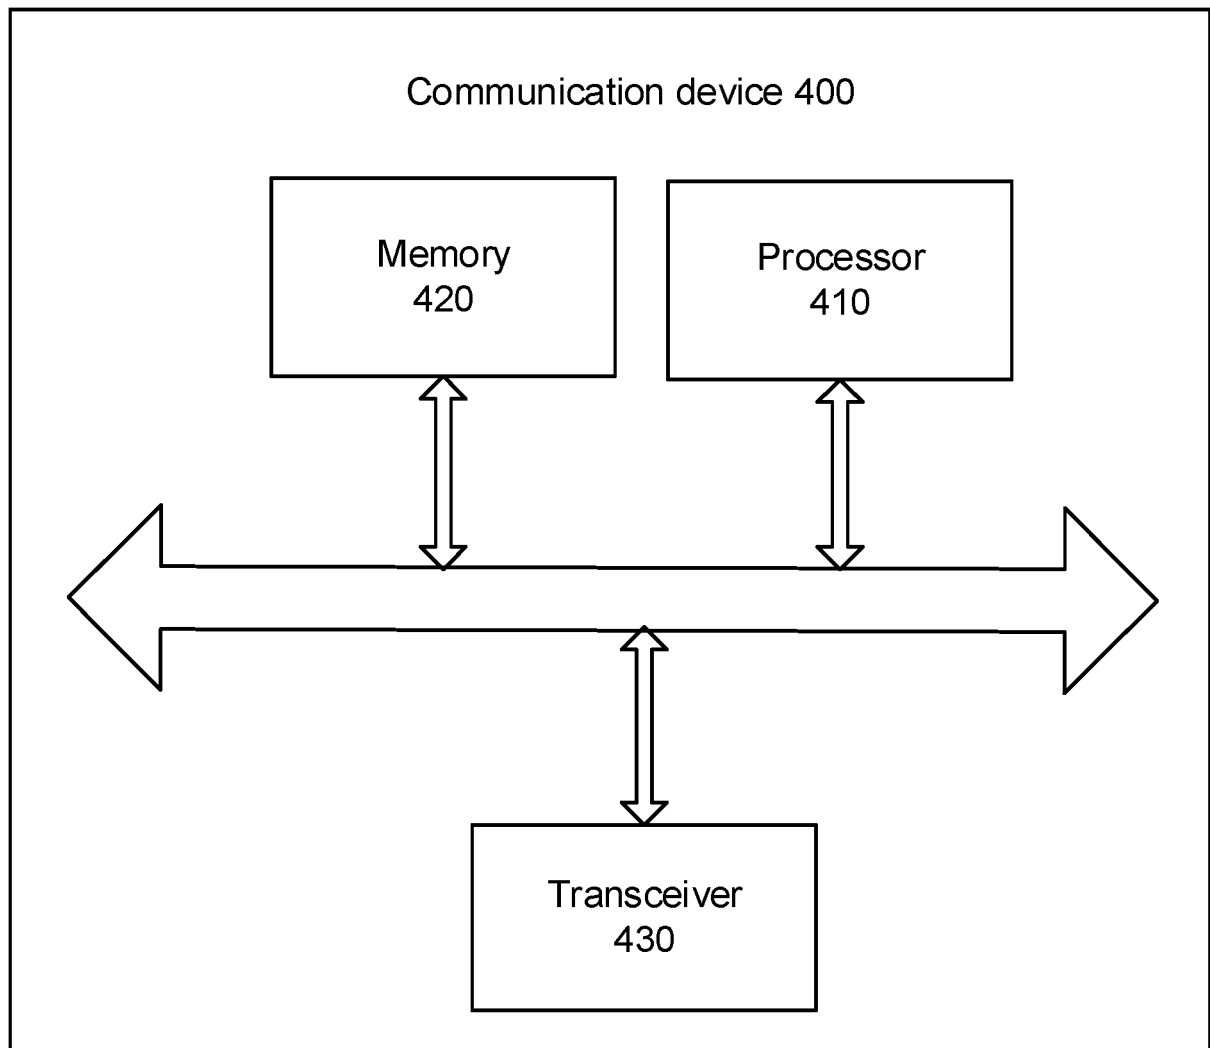 Communication device 400
Memory
420
Processor
410
Transceiver
430